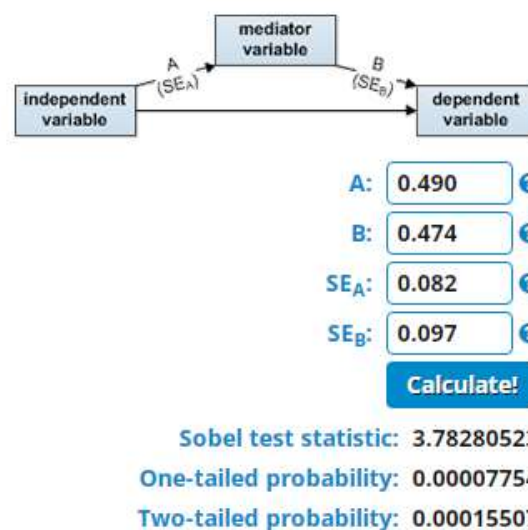 mediator
variable
A
(SEA)
B
(SEB)
independent
variable
dependent
variable
A: 0.490
B: 0.474
SEA: 0.082
SEB: 0.097
Calculate!
Sobel test statistic: 3.7828052
One-tailed probability: 0.0000775
Two-tailed probability: 0.0001550